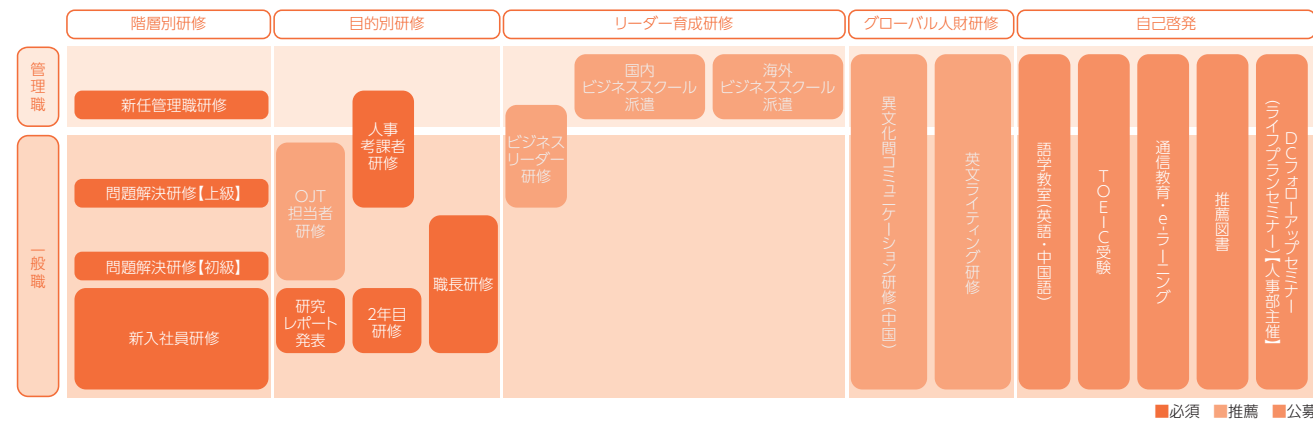 階層別研修
目的別研修
リーダー育成研修
グローバル人財研修
自己啓発
管理職
一般職
新任管理職研修
問題解決研修【上級】
問題解決研修【初級】
新入社員研修
OJT
担当者
研修
研究
レポート
発表
人事
考課者
研修
2年目
研修
職長研修
ビジネス
リーダー
研修
国内
ビジネススクール
派遣
海外
ビジネススクール
派遣
異文化間コミュニケーション研修（中国）
英文ライティング研修
語学教室（英語・中国語）
TOEIC受験
通信教育・e-ラーニング
推薦図書
DCフォローアップセミナー
（ライフプランセミナー）【人事部主催】
■必須 ■推薦 ■公募